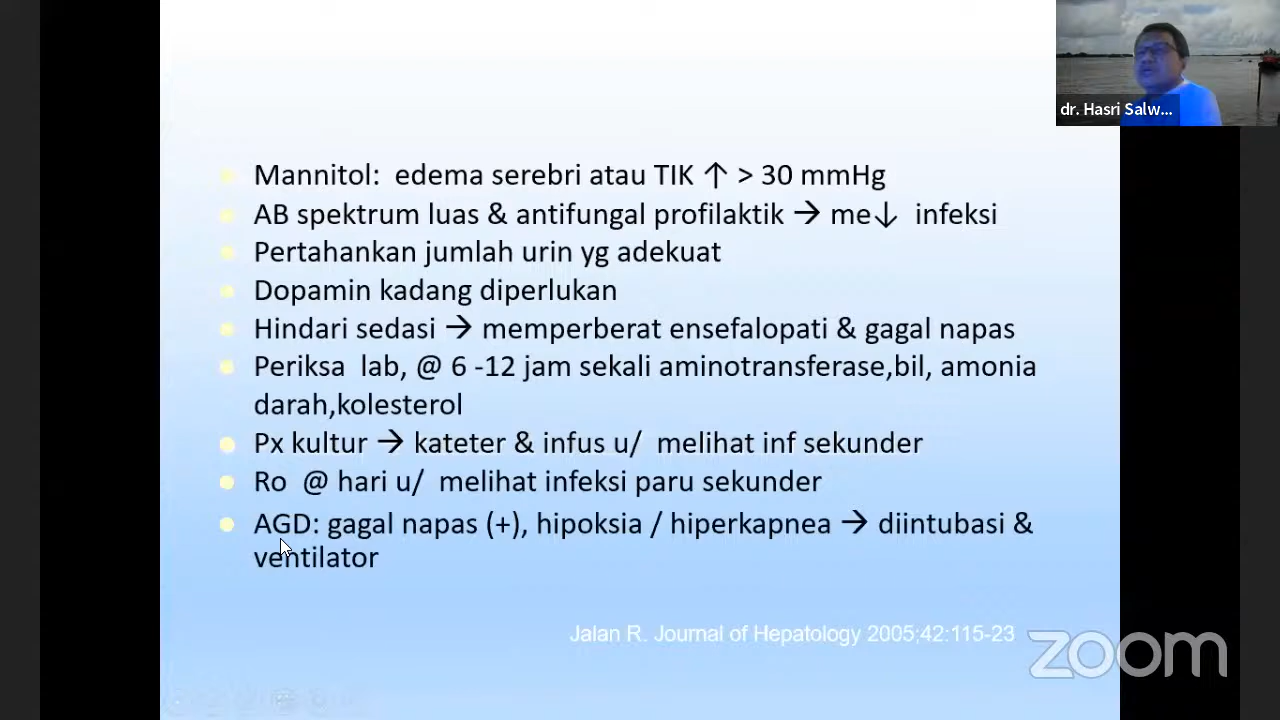 dr. Hasri Salw...
Mannitol: edema serebri atau TIK ↑ > 30 mmHg
AB spektrum luas & antifungal profilaktik → me↓ infeksi
Pertahankan jumlah urin yg adekuat
Dopamin kadang diperlukan
Hindari sedasi → memperberat ensefalopati & gagal napas
Periksa lab, @ 6 -12 jam sekali aminotransferase,bil, amonia
darah,kolesterol
Px kultur → kateter & infus u/ melihat inf sekunder
Ro @ hari u/ melihat infeksi paru sekunder
AGD: gagal napas (+), hipoksia / hiperkapnea → diintubasi &
ventilator
Jalan R. Journal of Hepatology 2005;42:115-23
zoom